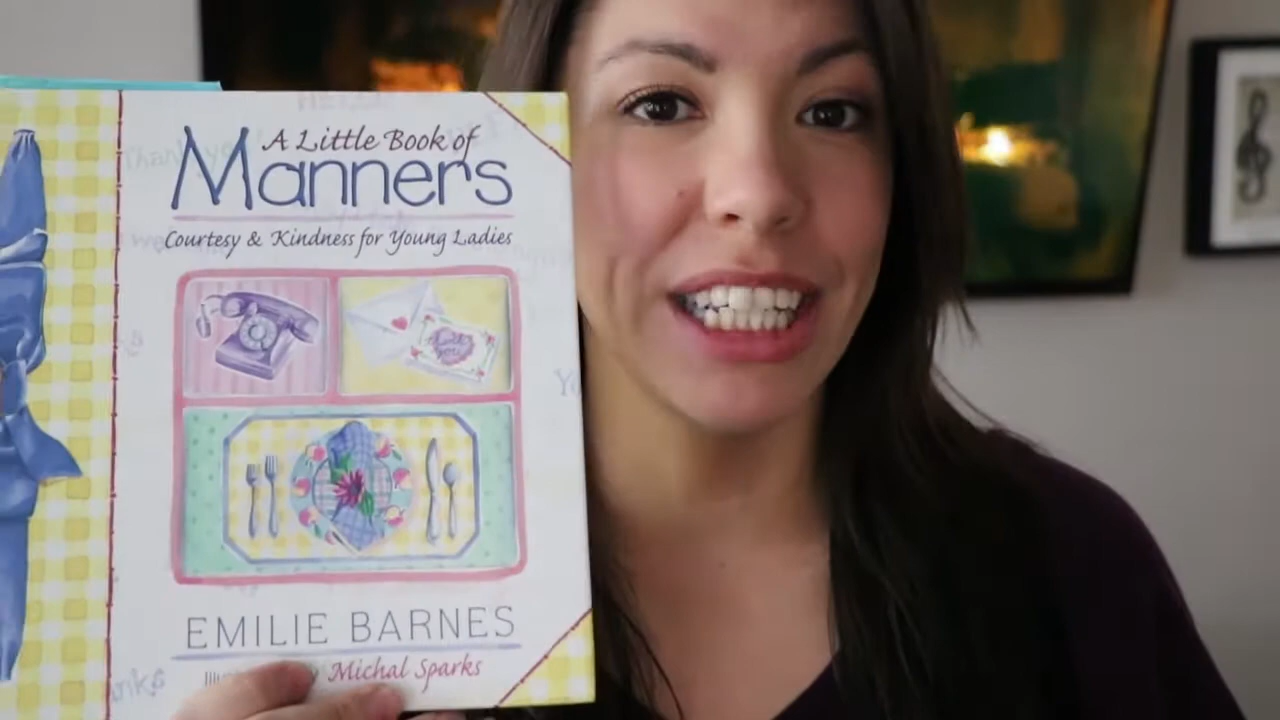 A Little Book of
Manners
Courtesy & Kindness for Young Ladies
EMILIE BARNES
Michal Sparks